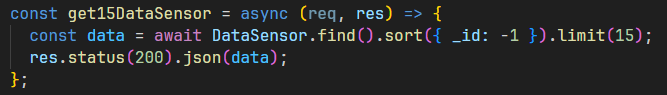 const get15DataSensor = async (req, res) => {
  const data = await DataSensor.find().sort({ _id: -1 }).limit(15);
  res.status(200).json(data);
};